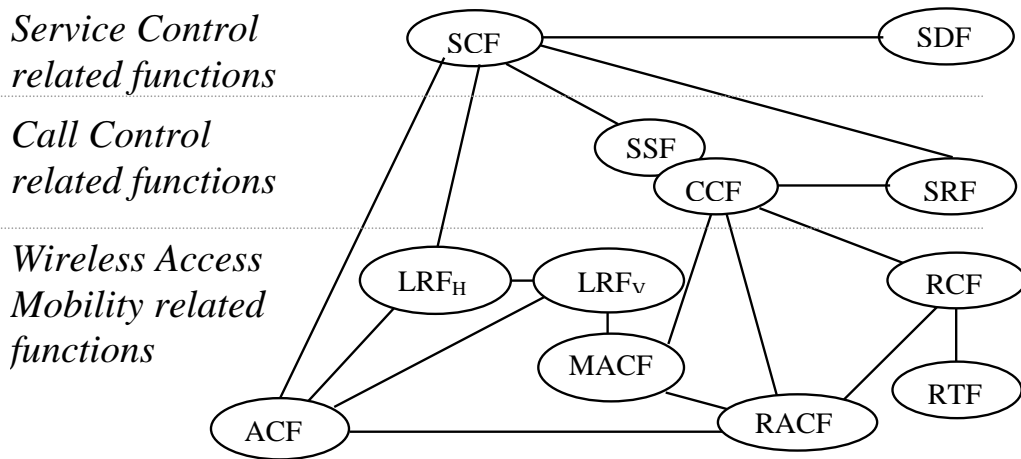 Service Control
related functions
SCF
SDF
Call Control
related functions
SSF
CCF
SRF
Wireless Access
Mobility related
functions
LRFH
LRFV
RCF
MACF
RTF
ACF
RACF